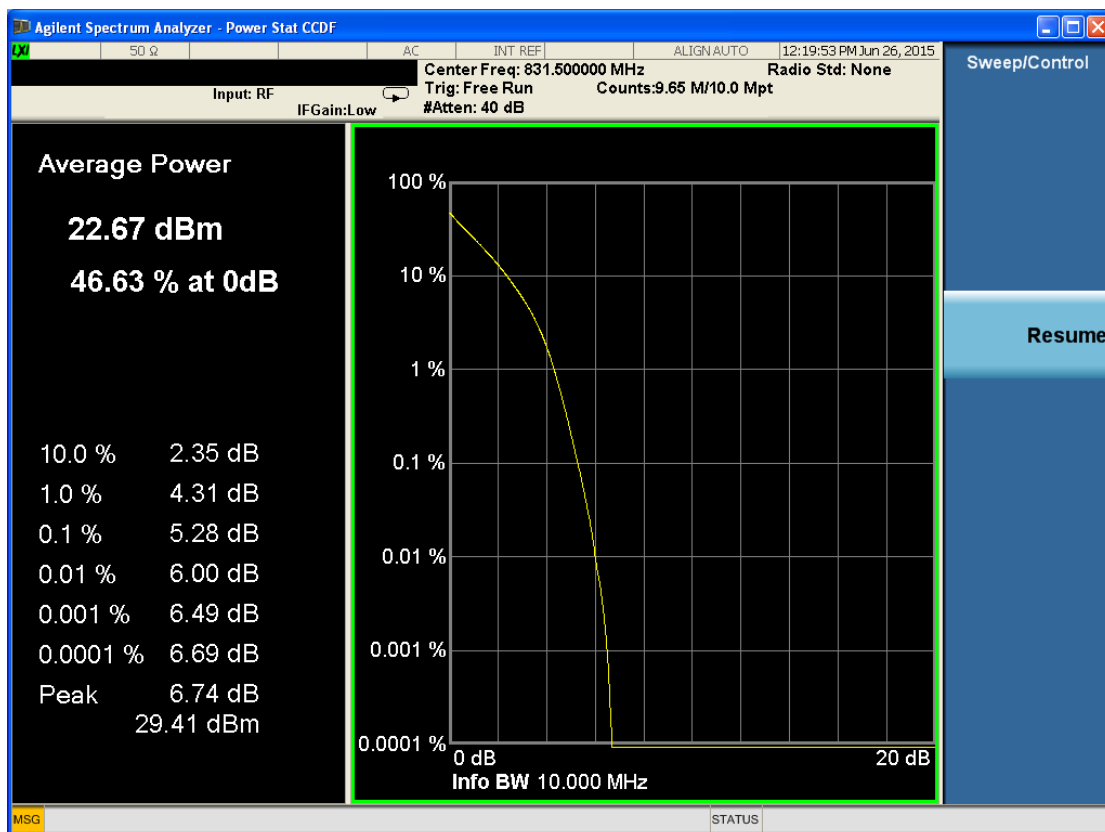 Agilent Spectrum Analyzer - Power Stat CCDF
LXI 50 Ω AC INT REF ALIGN AUTO 12:19:53 PM Jun 26, 2015
Sweep/Control
Center Freq: 831.500000 MHz Radio Std: None
Input: RF Trig: Free Run Counts:9.65 M/10.0 Mpt
IFGain:Low #Atten: 40 dB
Average Power
22.67 dBm
46.63 % at 0dB
10.0 % 2.35 dB
1.0 % 4.31 dB
0.1 % 5.28 dB
0.01 % 6.00 dB
0.001 % 6.49 dB
0.0001 % 6.69 dB
Peak 6.74 dB
29.41 dBm
100 %
10 %
1 %
0.1 %
0.01 %
0.001 %
0.0001 %
0 dB 20 dB
Info BW 10.000 MHz
Resume
MSG STATUS